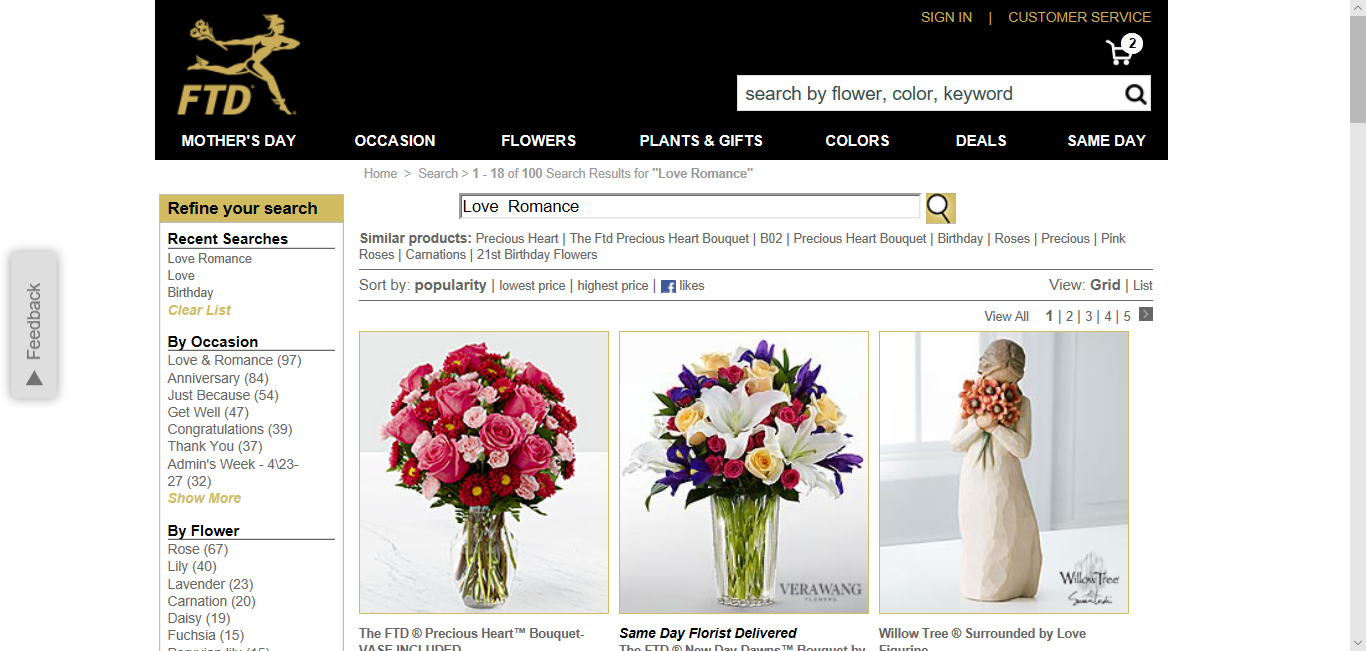 SIGN IN | CUSTOMER SERVICE
2
FTD
search by flower, color, keyword
MOTHER'S DAY OCCASION FLOWERS PLANTS & GIFTS COLORS DEALS SAME DAY
Home > Search > 1 - 18 of 100 Search Results for "Love Romance"
Refine your search
Recent Searches
Love Romance
Love
Birthday
Clear List
By Occasion
Love & Romance (97)
Anniversary (84)
Just Because (54)
Get Well (47)
Congratulations (39)
Thank You (37)
Admin's Week - 4\23-
27 (32)
Show More
By Flower
Rose (67)
Lily (40)
Lavender (23)
Carnation (20)
Daisy (19)
Fuchsia (15)
Peruvian lily (15)
Feedback
Love  Romance
Similar products: Precious Heart | The Ftd Precious Heart Bouquet | B02 | Precious Heart Bouquet | Birthday | Roses | Precious | Pink
Roses | Carnations | 21st Birthday Flowers
Sort by: popularity | lowest price | highest price | f likes
View: Grid | List
View All 1 | 2 | 3 | 4 | 5 >
VERAWANG
FLOWERS
Willow Tree
The FTD ® Precious Heart™ Bouquet-
VASE INCLUDED
Same Day Florist Delivered
The FTD ® New Day Dawns™ Bouquet by
Willow Tree ® Surrounded by Love
Figurine